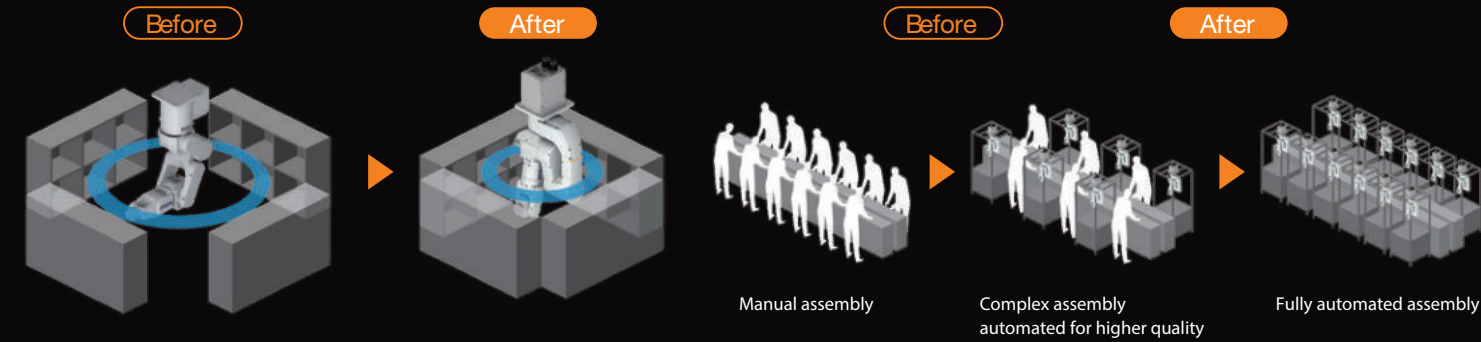 Before
After
Before
After
Manual assembly
Complex assembly
automated for higher quality
Fully automated assembly